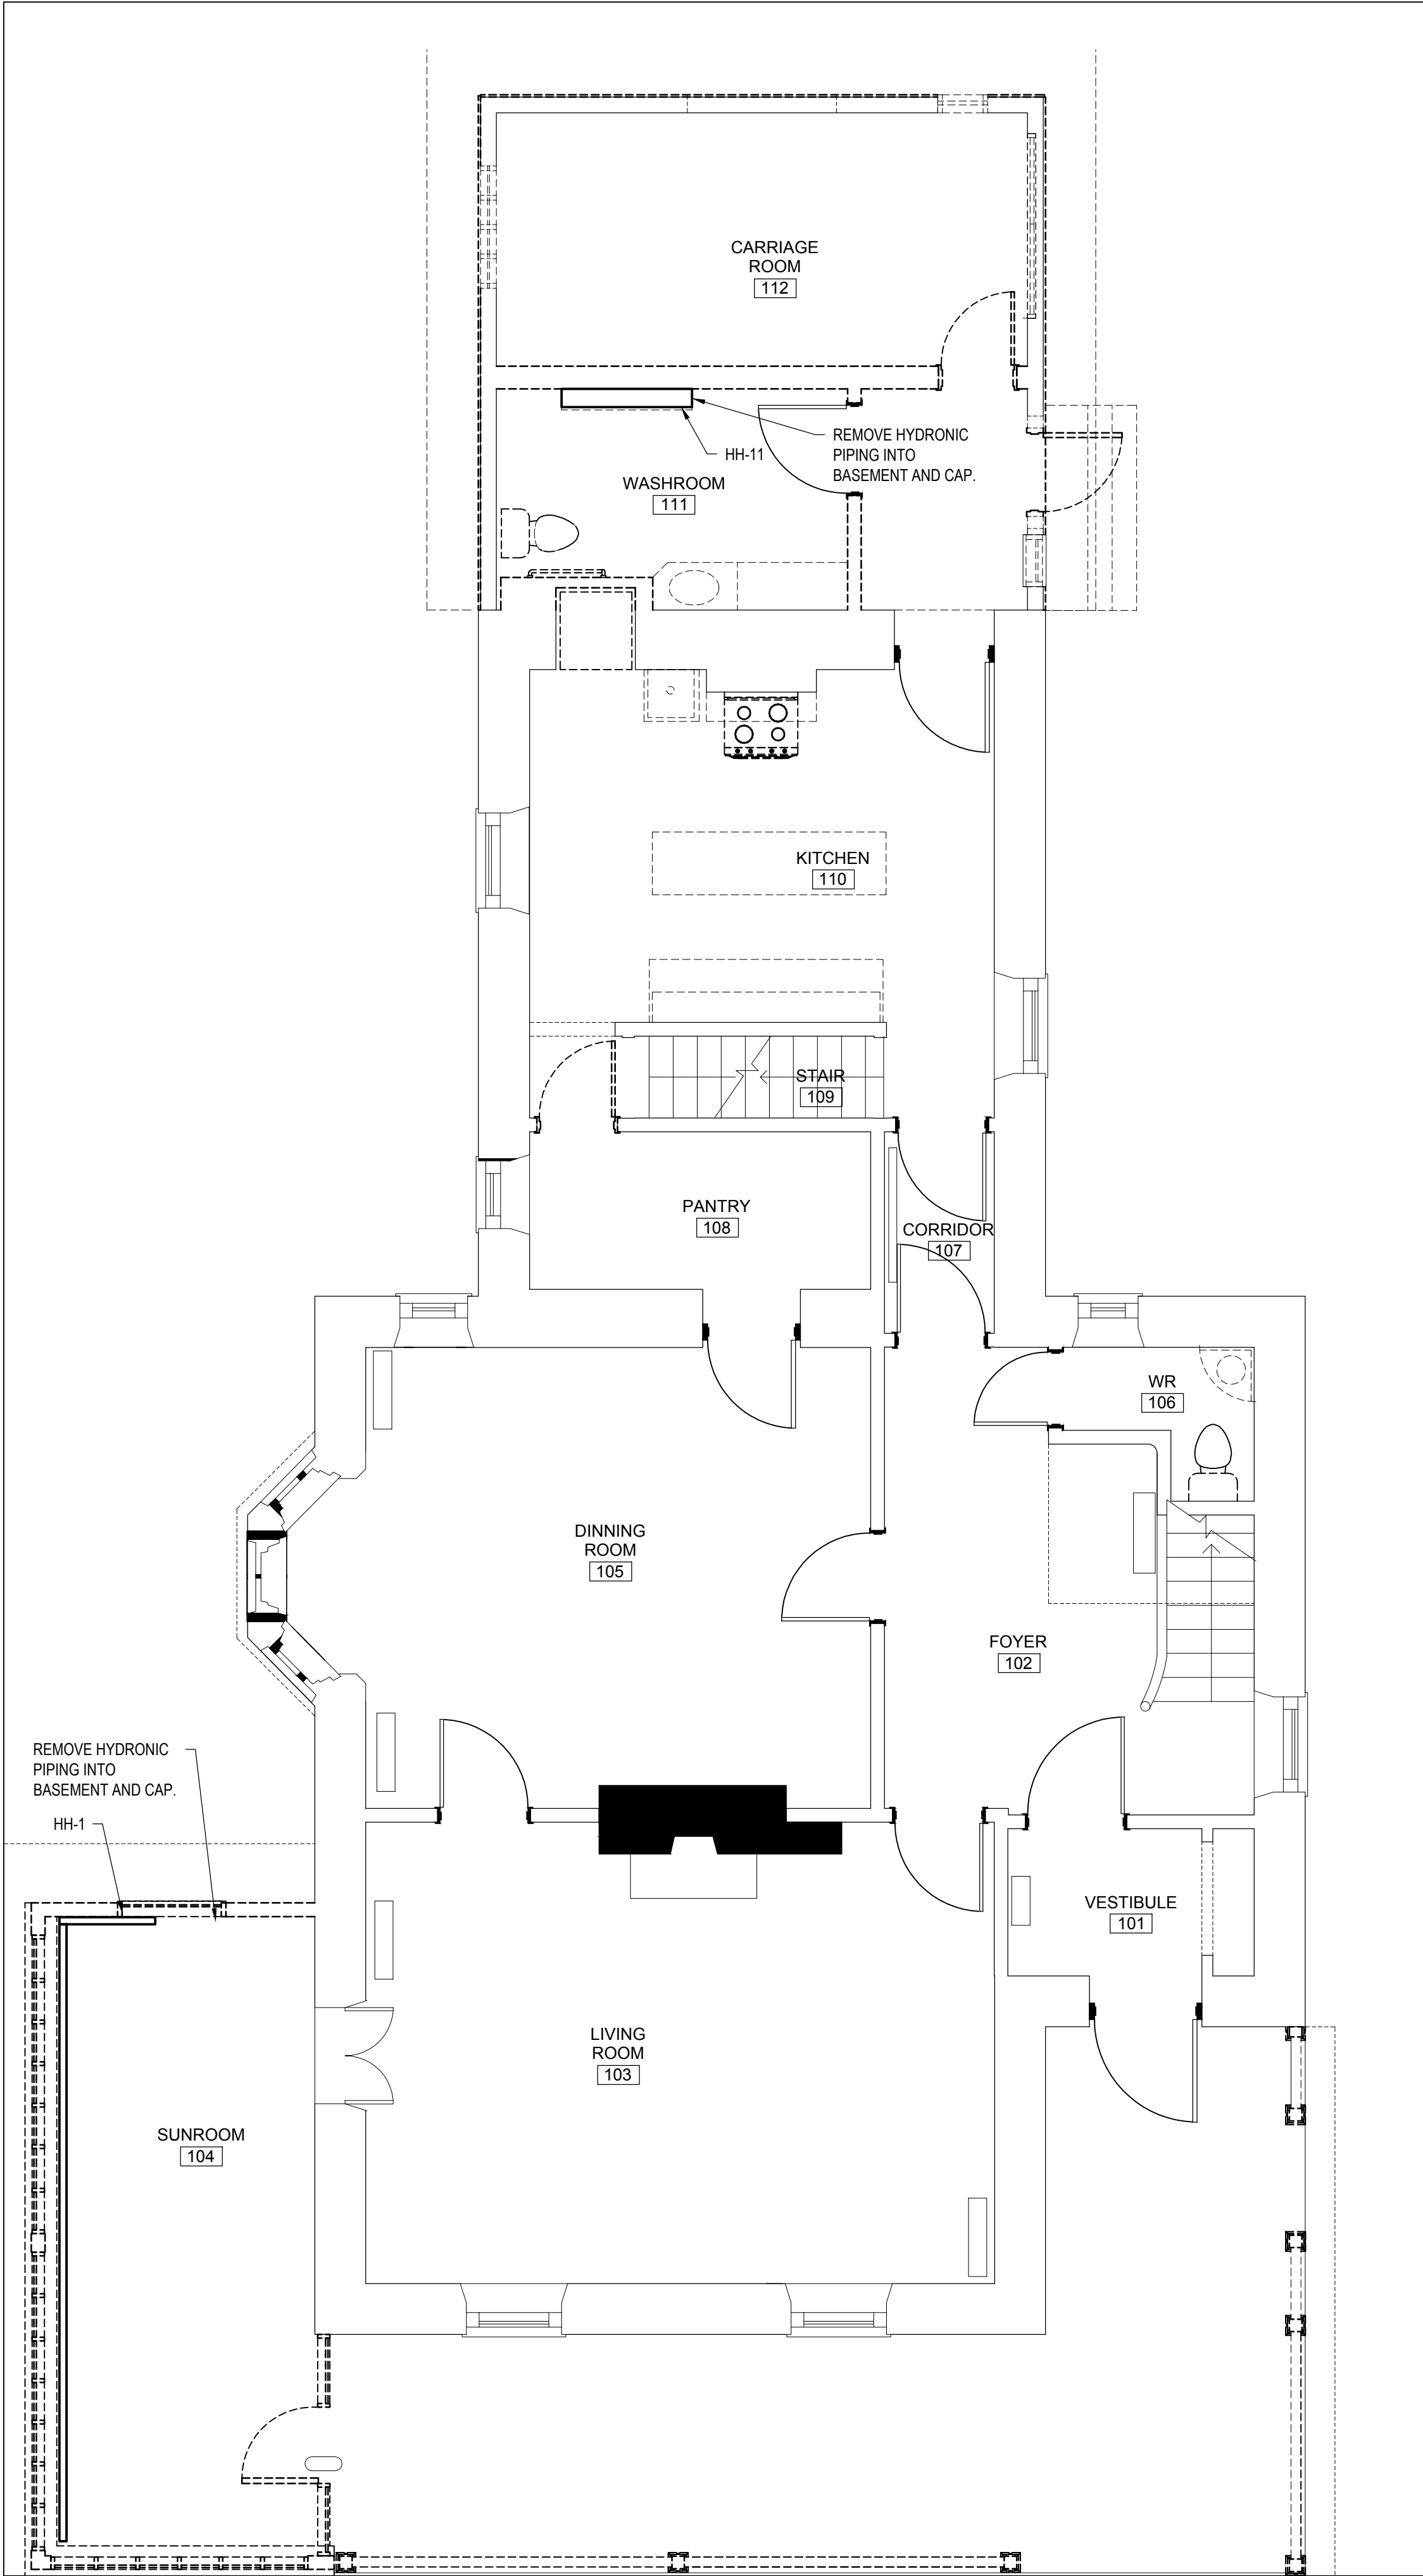 CARRIAGE
ROOM
112
REMOVE HYDRONIC
PIPING INTO
BASEMENT AND CAP.
HH-11
WASHROOM
111
KITCHEN
110
STAIR
109
PANTRY
108
CORRIDOR
107
WR
106
DINNING
ROOM
105
FOYER
102
REMOVE HYDRONIC
PIPING INTO
BASEMENT AND CAP.
HH-1
VESTIBULE
101
LIVING
ROOM
103
SUNROOM
104